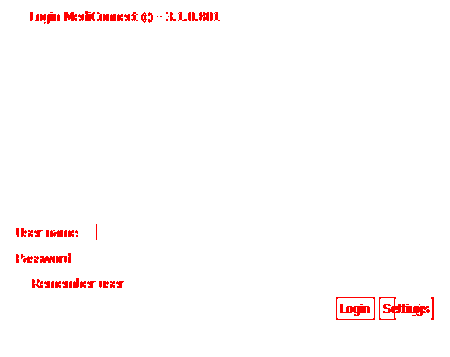 Login MediConnect © - 3.1.0.801
User name
Password
Remember user
Login Settings